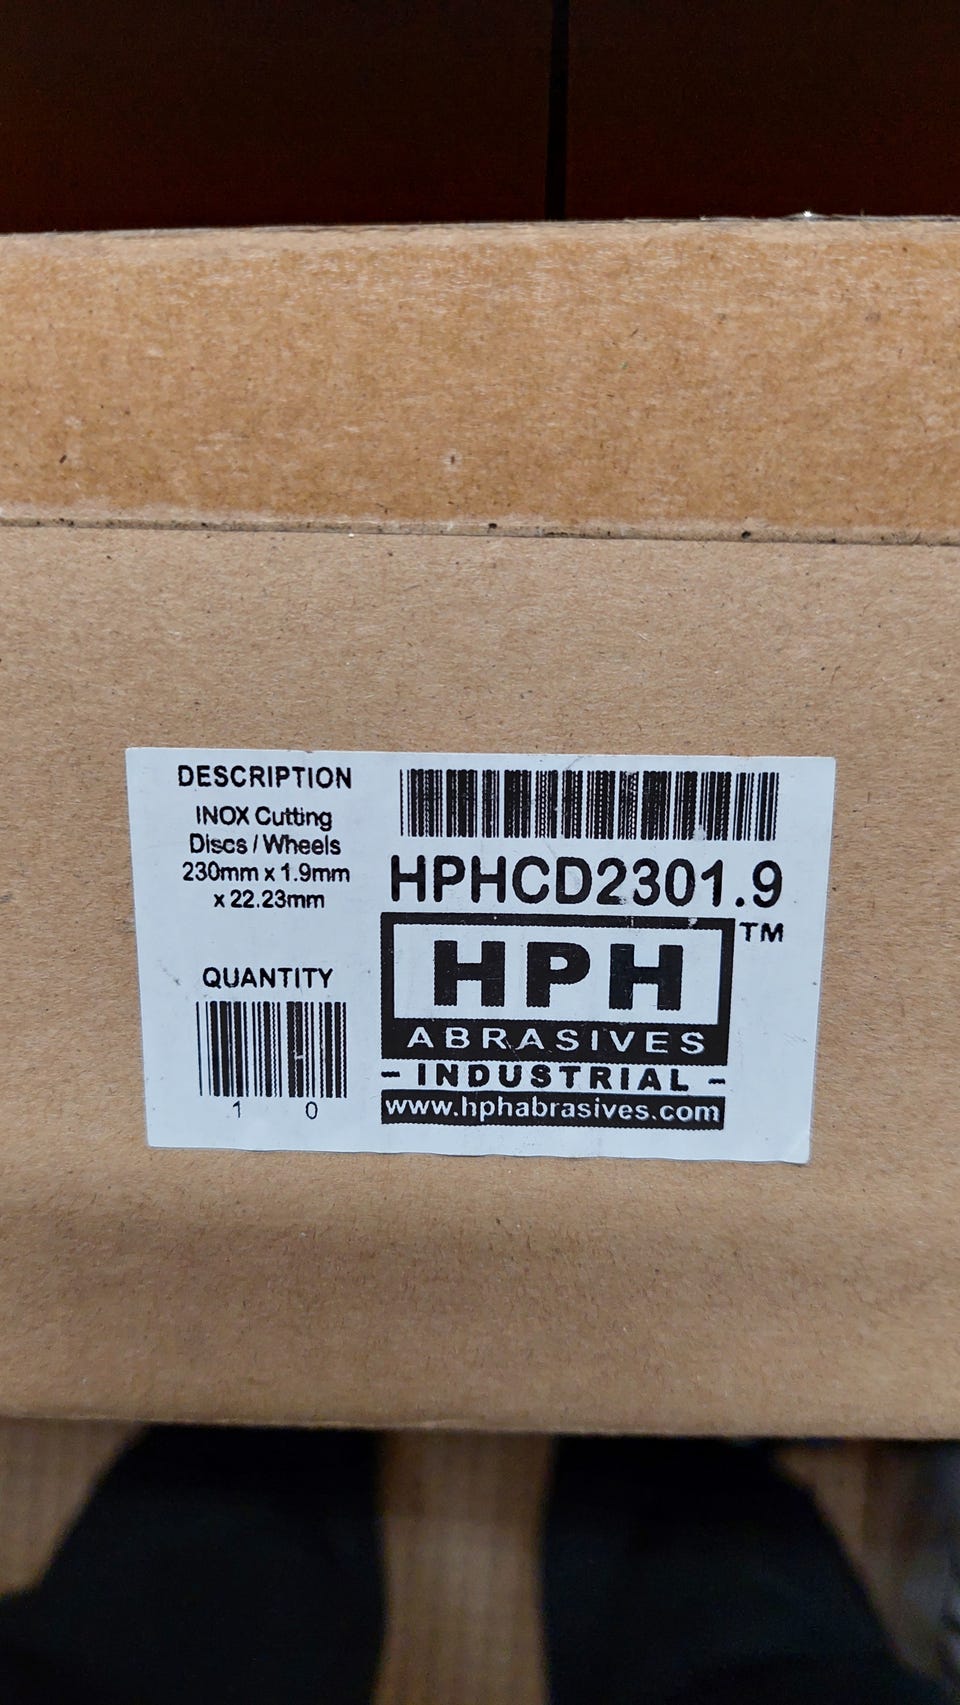 DESCRIPTION
INOX Cutting
Discs / Wheels
230mm x 1.9mm
x 22.23mm
QUANTITY
1 0
HPHCD2301.9
HPH TM
ABRASIVES
- INDUSTRIAL -
www.hphabrasives.com